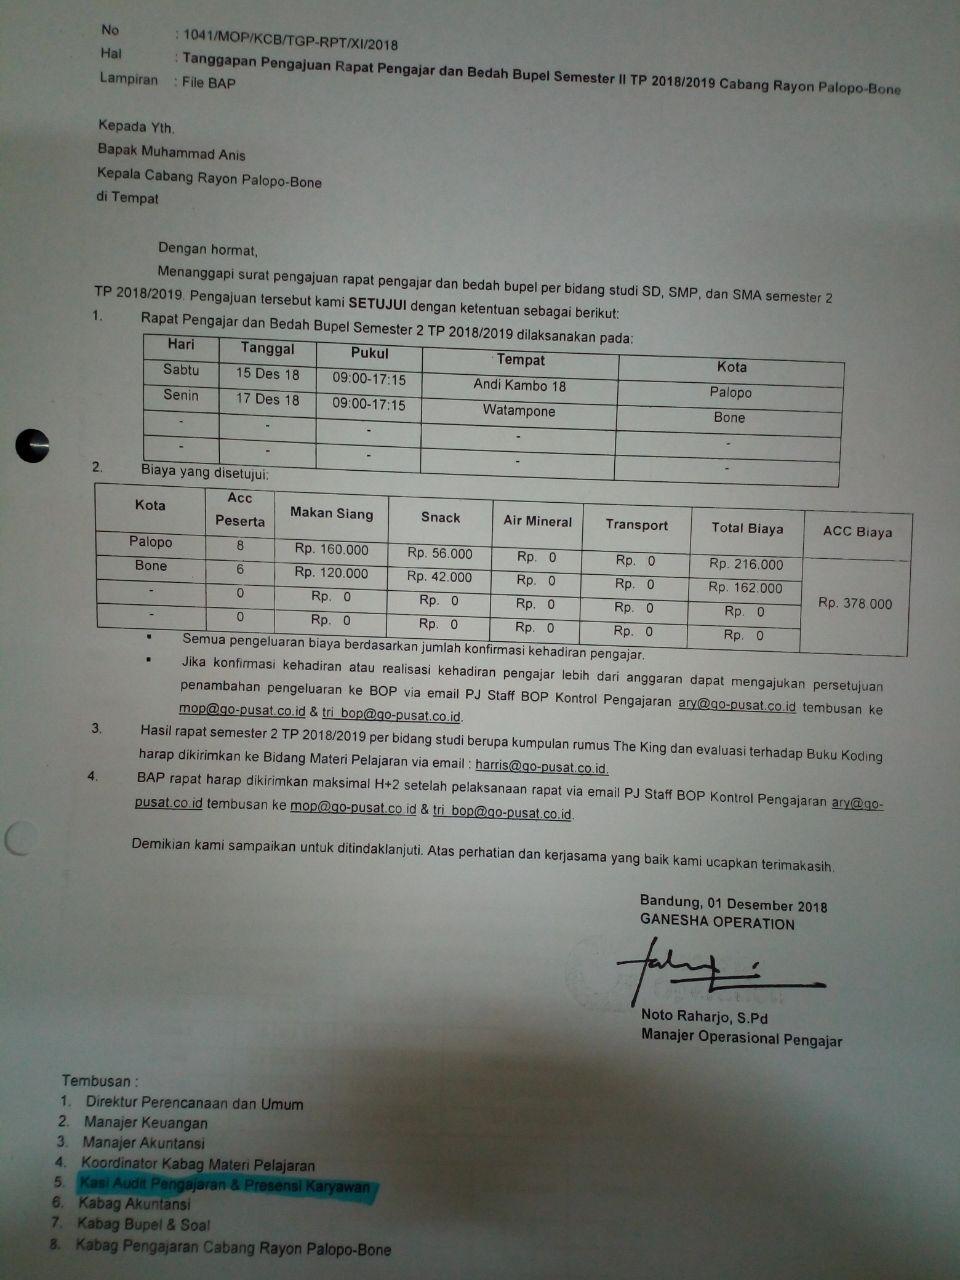 No : 1041/MOP/KCB/TGP-RPT/XI/2018
Hal : Tanggapan Pengajuan Rapat Pengajar dan Bedah Bupel Semester II TP 2018/2019 Cabang Rayon Palopo-Bone
Lampiran : File BAP
Kepada Yth.
Bapak Muhammad Anis
Kepala Cabang Rayon Palopo-Bone
di Tempat
Dengan hormat,
Menanggapi surat pengajuan rapat pengajar dan bedah bupel per bidang studi SD, SMP, dan SMA semester 2
TP 2018/2019. Pengajuan tersebut kami SETUJUI dengan ketentuan sebagai berikut:
1. Rapat Pengajar dan Bedah Bupel Semester 2 TP 2018/2019 dilaksanakan pada:
Hari Tanggal Pukul Tempat Kota
Sabtu 15 Des 18 09:00-17:15 Andi Kambo 18 Palopo
Senin 17 Des 18 09:00-17:15 Watampone Bone
- - - - -
- - - - -
2. Biaya yang disetujui:
Kota Acc Peserta Makan Siang Snack Air Mineral Transport Total Biaya ACC Biaya
Palopo 8 Rp. 160.000 Rp. 56.000 Rp. 0 Rp. 0 Rp. 216.000 Rp. 378.000
Bone 6 Rp. 120.000 Rp. 42.000 Rp. 0 Rp. 0 Rp. 162.000
- 0 Rp. 0 Rp. 0 Rp. 0 Rp. 0 Rp. 0
- 0 Rp. 0 Rp. 0 Rp. 0 Rp. 0 Rp. 0
▪ Semua pengeluaran biaya berdasarkan jumlah konfirmasi kehadiran pengajar.
▪ Jika konfirmasi kehadiran atau realisasi kehadiran pengajar lebih dari anggaran dapat mengajukan persetujuan
penambahan pengeluaran ke BOP via email PJ Staff BOP Kontrol Pengajaran ary@go-pusat.co.id tembusan ke
mop@go-pusat.co.id & tri_bop@go-pusat.co.id.
3. Hasil rapat semester 2 TP 2018/2019 per bidang studi berupa kumpulan rumus The King dan evaluasi terhadap Buku Koding
harap dikirimkan ke Bidang Materi Pelajaran via email : harris@go-pusat.co.id.
4. BAP rapat harap dikirimkan maksimal H+2 setelah pelaksanaan rapat via email PJ Staff BOP Kontrol Pengajaran ary@go-
pusat.co.id tembusan ke mop@go-pusat.co.id & tri_bop@go-pusat.co.id.
Demikian kami sampaikan untuk ditindaklanjuti. Atas perhatian dan kerjasama yang baik kami ucapkan terimakasih.
Bandung, 01 Desember 2018
GANESHA OPERATION
Noto Raharjo, S.Pd
Manajer Operasional Pengajar
Tembusan :
1. Direktur Perencanaan dan Umum
2. Manajer Keuangan
3. Manajer Akuntansi
4. Koordinator Kabag Materi Pelajaran
5. Kasi Audit Pengajaran & Presensi Karyawan
6. Kabag Akuntansi
7. Kabag Bupel & Soal
8. Kabag Pengajaran Cabang Rayon Palopo-Bone